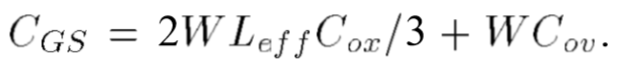 C_{GS} = 2WL_{eff}C_{ox}/3 + WC_{ov}.